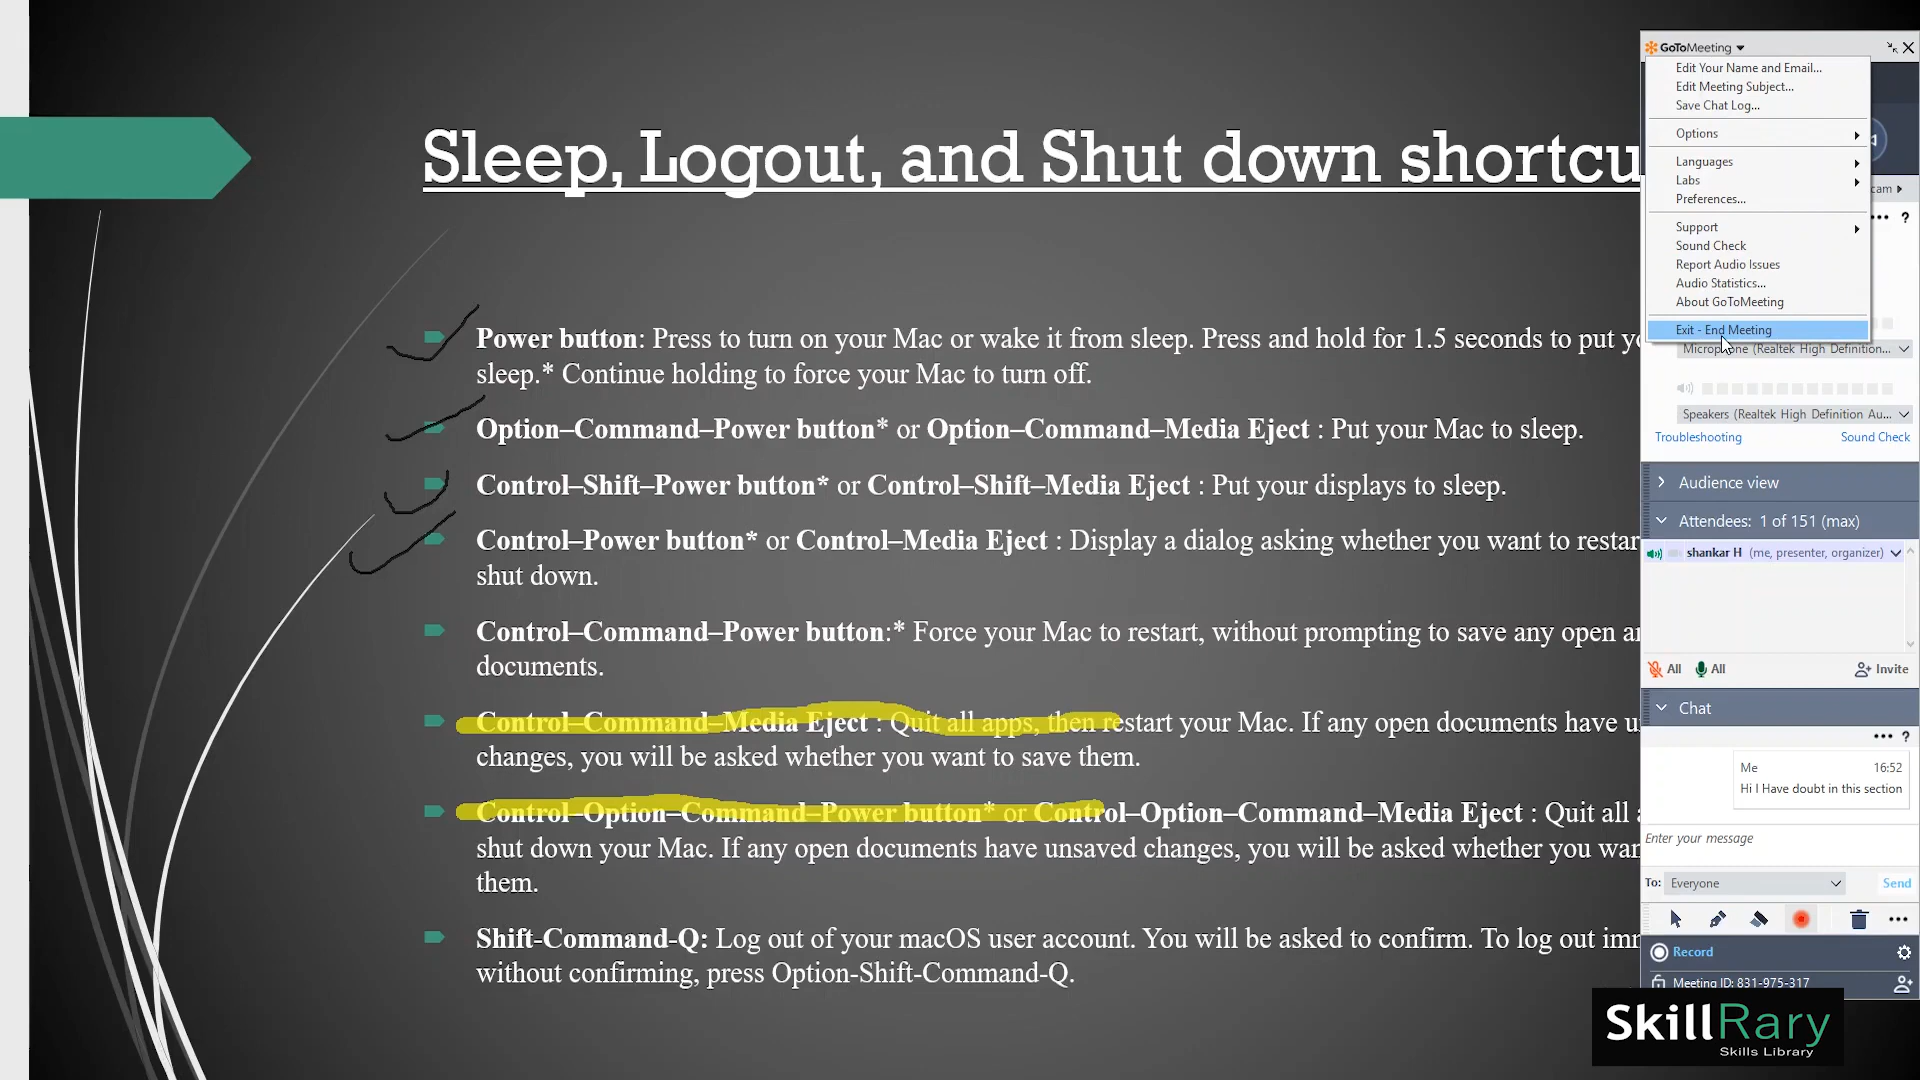 Sleep, Logout, and Shut down shortcu
Power button: Press to turn on your Mac or wake it from sleep. Press and hold for 1.5 seconds to put yo
sleep.* Continue holding to force your Mac to turn off.
Option–Command–Power button* or Option–Command–Media Eject : Put your Mac to sleep.
Control–Shift–Power button* or Control–Shift–Media Eject : Put your displays to sleep.
Control–Power button* or Control–Media Eject : Display a dialog asking whether you want to restar
shut down.
Control–Command–Power button:* Force your Mac to restart, without prompting to save any open an
documents.
Control–Command–Media Eject : Quit all apps, then restart your Mac. If any open documents have u
changes, you will be asked whether you want to save them.
Control–Option–Command–Power button* or Control–Option–Command–Media Eject : Quit all
shut down your Mac. If any open documents have unsaved changes, you will be asked whether you wan
them.
Shift-Command-Q: Log out of your macOS user account. You will be asked to confirm. To log out imm
without confirming, press Option-Shift-Command-Q.
GoToMeeting
Edit Your Name and Email...
Edit Meeting Subject...
Save Chat Log...
Options
Languages
Labs
Preferences...
Support
Sound Check
Report Audio Issues
Audio Statistics...
About GoToMeeting
Exit - End Meeting
cam
?
Microphone (Realtek High Definition...
Speakers (Realtek High Definition Au...
Troubleshooting Sound Check
Audience view
Attendees: 1 of 151 (max)
shankar H (me, presenter, organizer)
All All Invite
Chat
... ?
Me 16:52
Hi I Have doubt in this section
Enter your message
To: Everyone Send
Record
Meeting ID: 831-975-317
SkillRary
Skills Library